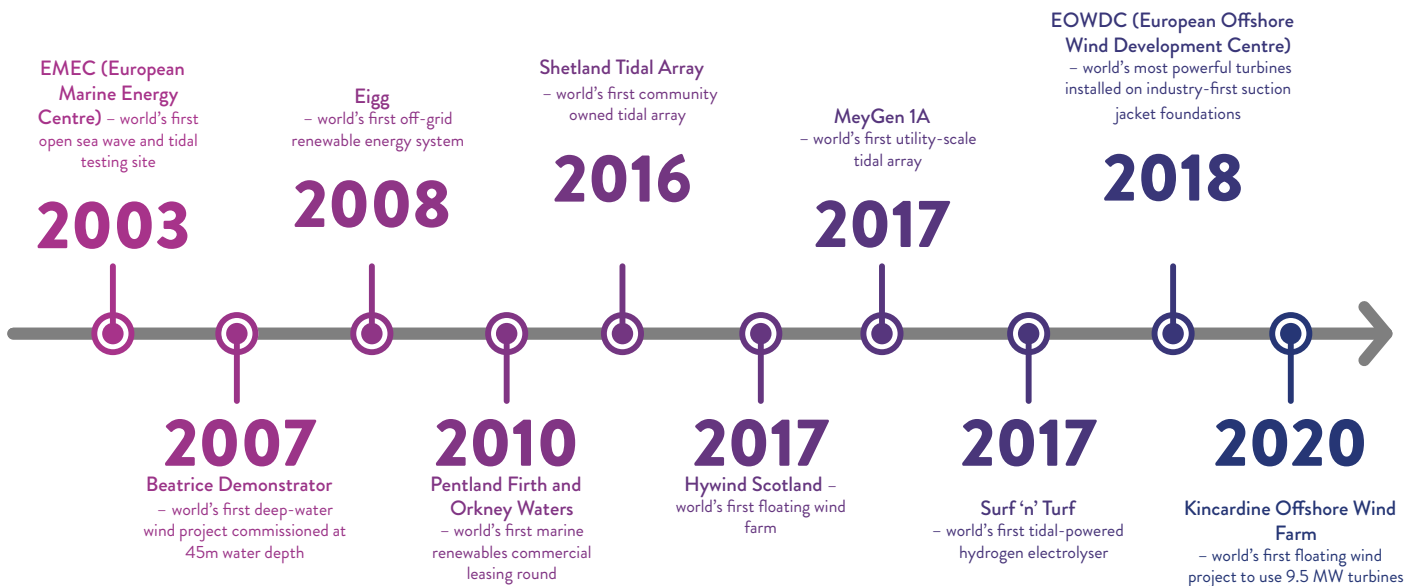 EMEC (European
Marine Energy
Centre) – world’s first
open sea wave and tidal
testing site
2003
2007
Beatrice Demonstrator
– world’s first deep-water
wind project commissioned at
45m water depth
Eigg
– world’s first off-grid
renewable energy system
2008
2010
Pentland Firth and
Orkney Waters
– world’s first marine
renewables commercial
leasing round
Shetland Tidal Array
– world’s first community
owned tidal array
2016
2017
Hywind Scotland –
world’s first floating wind
farm
MeyGen 1A
– world’s first utility-scale
tidal array
2017
2017
Surf ‘n’ Turf
– world’s first tidal-powered
hydrogen electrolyser
EOWDC (European Offshore
Wind Development Centre)
– world’s most powerful turbines
installed on industry-first suction
jacket foundations
2018
2020
Kincardine Offshore Wind
Farm
– world’s first floating wind
project to use 9.5 MW turbines